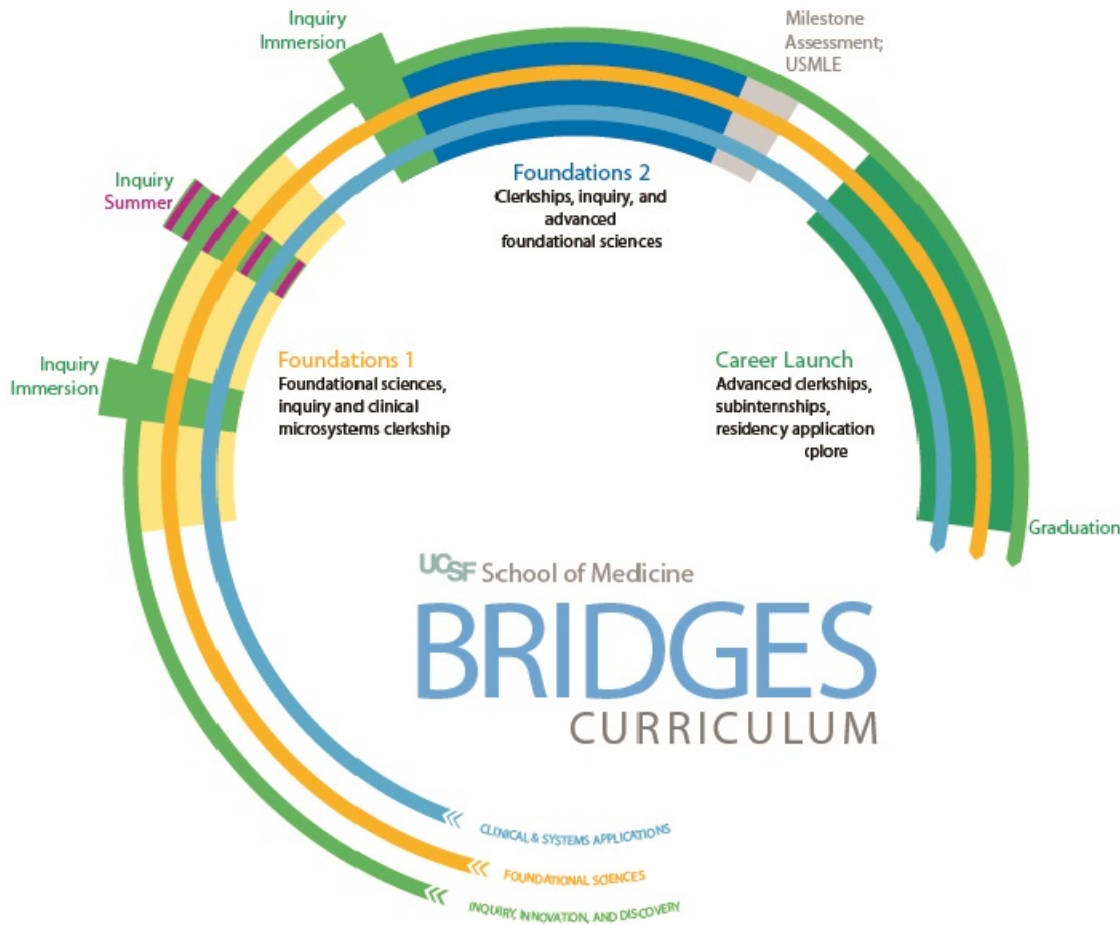 Inquiry
Immersion
Milestone
Assessment;
USMLE
Inquiry
Summer
Foundations 2
Clerkships, inquiry, and
advanced
foundational sciences
Inquiry
Immersion
Foundations 1
Foundational sciences,
inquiry and clinical
microsystems clerkship
Career Launch
Advanced clerkships,
subinternships,
residency application
xplore
Graduation
UCSF School of Medicine
BRIDGES
CURRICULUM
CLINICAL & SYSTEMS APPLICATIONS
FOUNDATIONAL SCIENCES
INQUIRY, INNOVATION, AND DISCOVERY